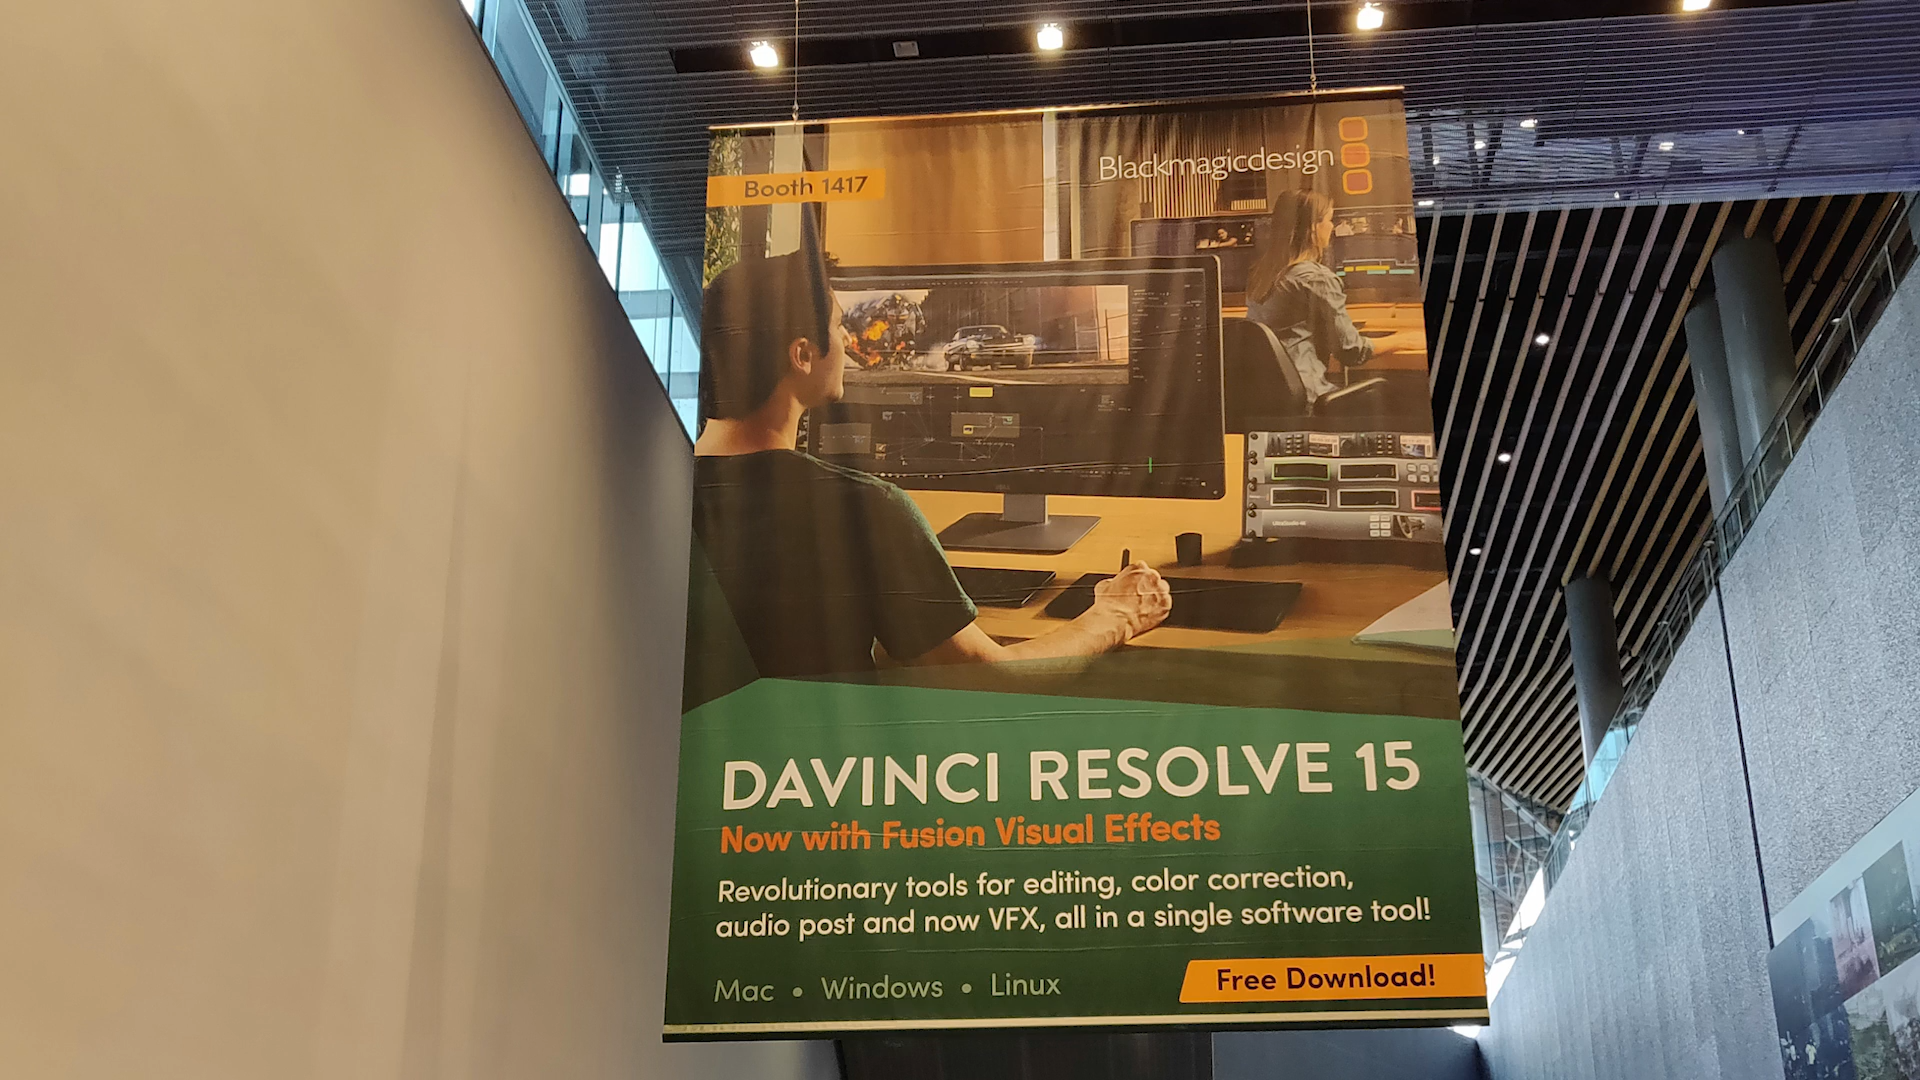 Booth 1417
Blackmagicdesign
DAVINCI RESOLVE 15
Now with Fusion Visual Effects
Revolutionary tools for editing, color correction,
audio post and now VFX, all in a single software tool!
Mac • Windows • Linux
Free Download!